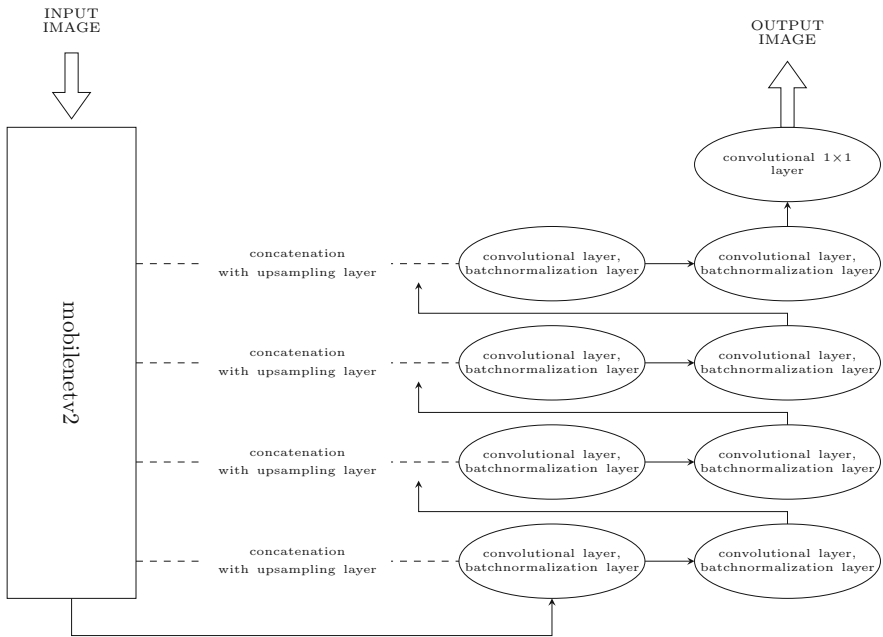 INPUT
IMAGE
OUTPUT
IMAGE
convolutional 1×1
layer
mobilenetv2
concatenation
with upsampling layer
convolutional layer,
batchnormalization layer
convolutional layer,
batchnormalization layer
concatenation
with upsampling layer
convolutional layer,
batchnormalization layer
convolutional layer,
batchnormalization layer
concatenation
with upsampling layer
convolutional layer,
batchnormalization layer
convolutional layer,
batchnormalization layer
concatenation
with upsampling layer
convolutional layer,
batchnormalization layer
convolutional layer,
batchnormalization layer